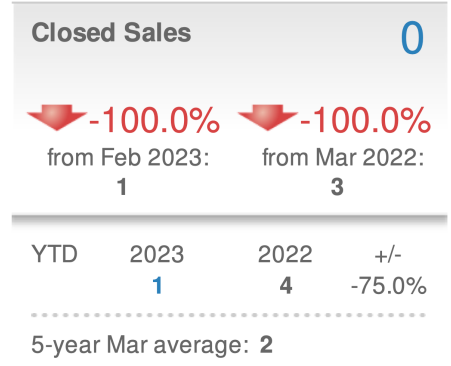 Closed Sales 0
-100.0% -100.0%
from Feb 2023: from Mar 2022:
1 3
YTD 2023 2022 +/-
1 4 -75.0%
5-year Mar average: 2